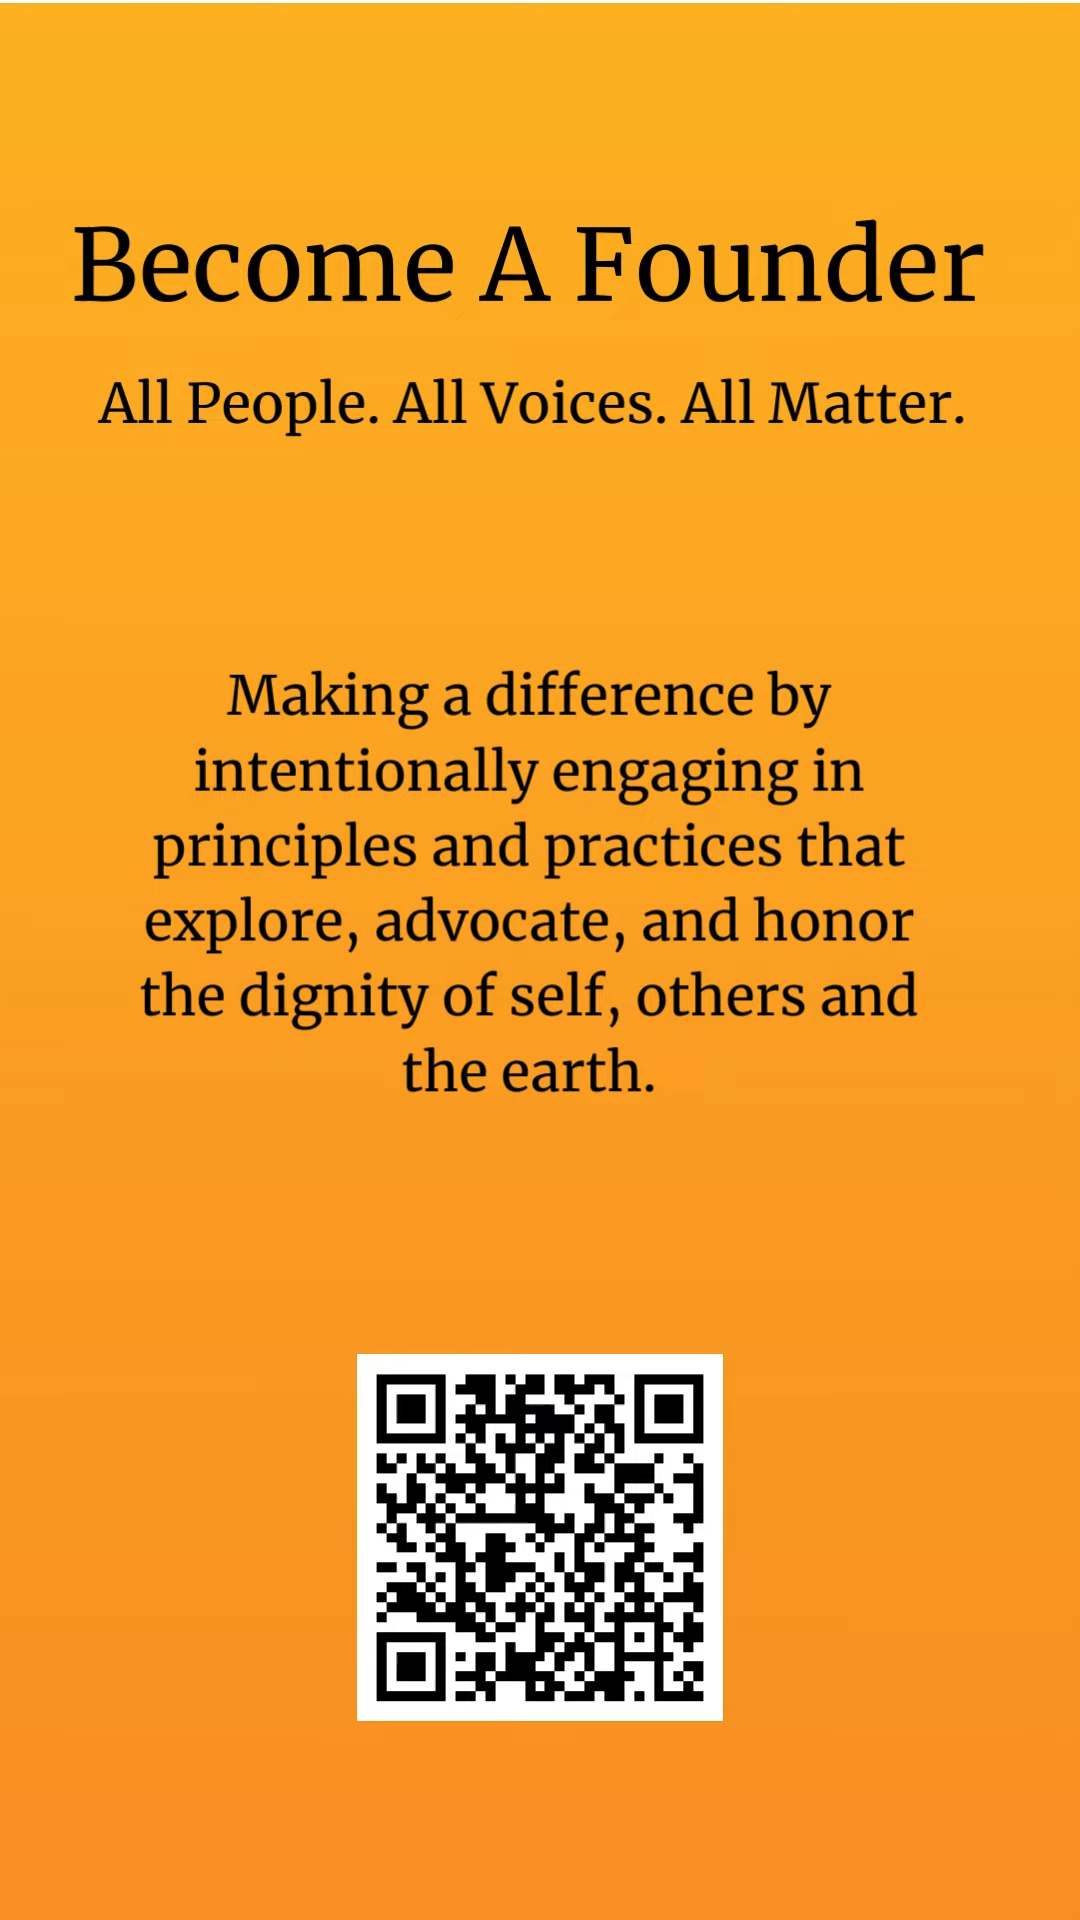 Become A Founder
All People. All Voices. All Matter.
Making a difference by
intentionally engaging in
principles and practices that
explore, advocate, and honor
the dignity of self, others and
the earth.